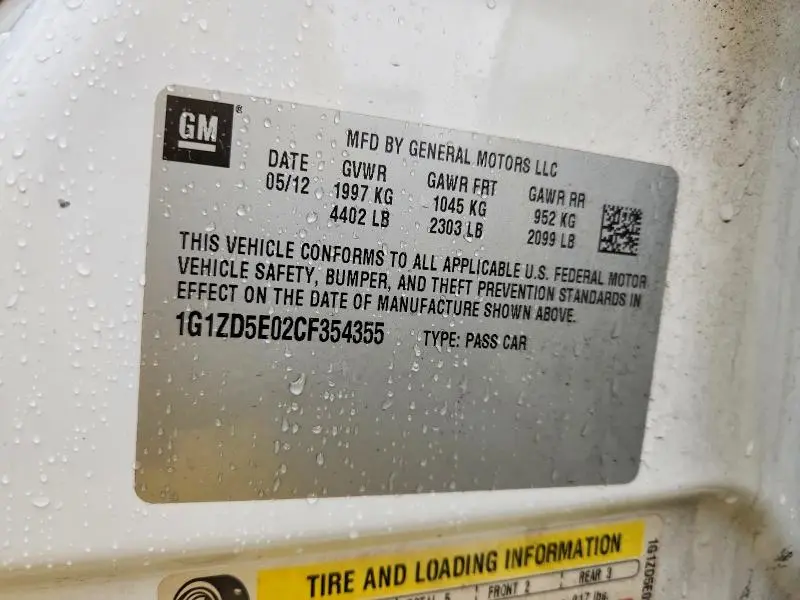 GM®
MFD BY GENERAL MOTORS LLC
DATE GVWR GAWR FRT GAWR RR
05/12 1997 KG 1045 KG 952 KG
4402 LB 2303 LB 2099 LB
THIS VEHICLE CONFORMS TO ALL APPLICABLE U.S. FEDERAL MOTOR
VEHICLE SAFETY, BUMPER, AND THEFT PREVENTION STANDARDS IN
EFFECT ON THE DATE OF MANUFACTURE SHOWN ABOVE.
1G1ZD5E02CF354355 TYPE: PASS CAR
TIRE AND LOADING INFORMATION
FRONT 2 REAR 3
1G1ZD5E0